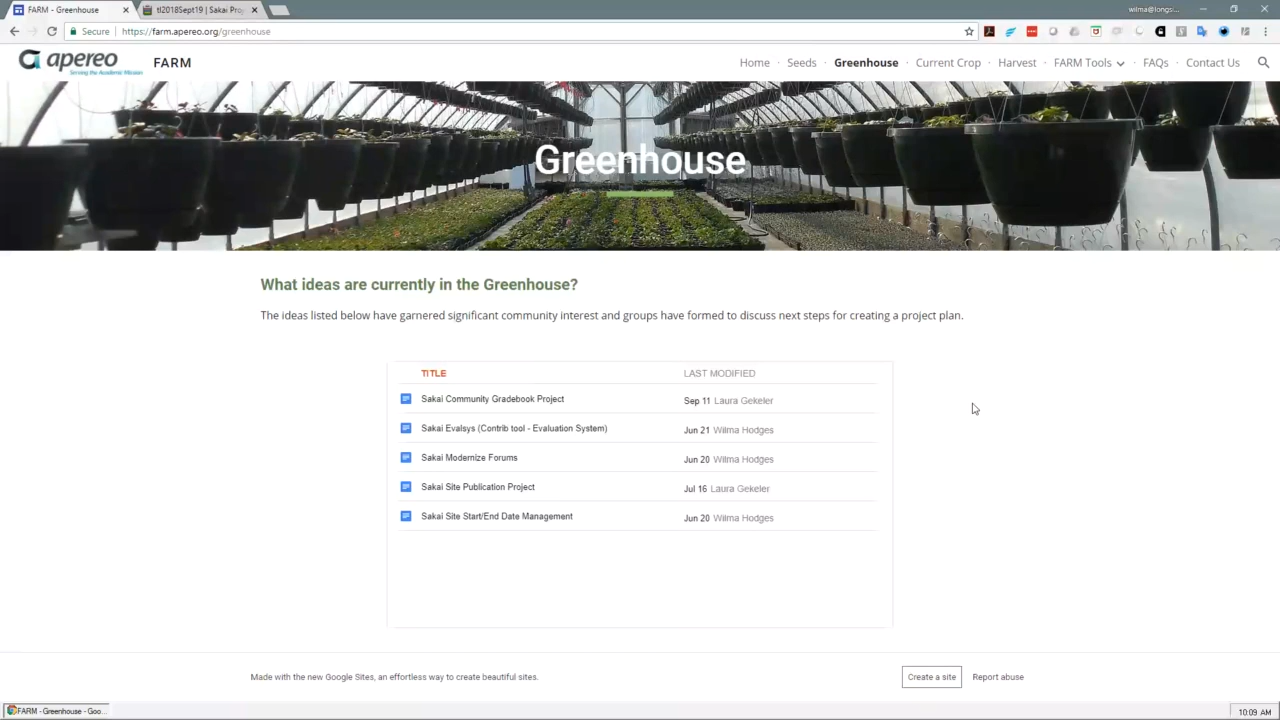 FARM - Greenhouse
tl2018Sept19 | Sakai Pro
wilma@longsi...
Secure
https://farm.apereo.org/greenhouse
apereo
Serving the Academic Mission
FARM
Home
Seeds
Greenhouse
Current Crop
Harvest
FARM Tools
FAQs
Contact Us
Greenhouse
What ideas are currently in the Greenhouse?
The ideas listed below have garnered significant community interest and groups have formed to discuss next steps for creating a project plan.
TITLE LAST MODIFIED
Sakai Community Gradebook Project Sep 11 Laura Gekeler
Sakai Evalsys (Contrib tool - Evaluation System) Jun 21 Wilma Hodges
Sakai Modernize Forums Jun 20 Wilma Hodges
Sakai Site Publication Project Jul 16 Laura Gekeler
Sakai Site Start/End Date Management Jun 20 Wilma Hodges
Made with the new Google Sites, an effortless way to create beautiful sites.
Create a site
Report abuse
FARM - Greenhouse - Goo...
10:09 AM